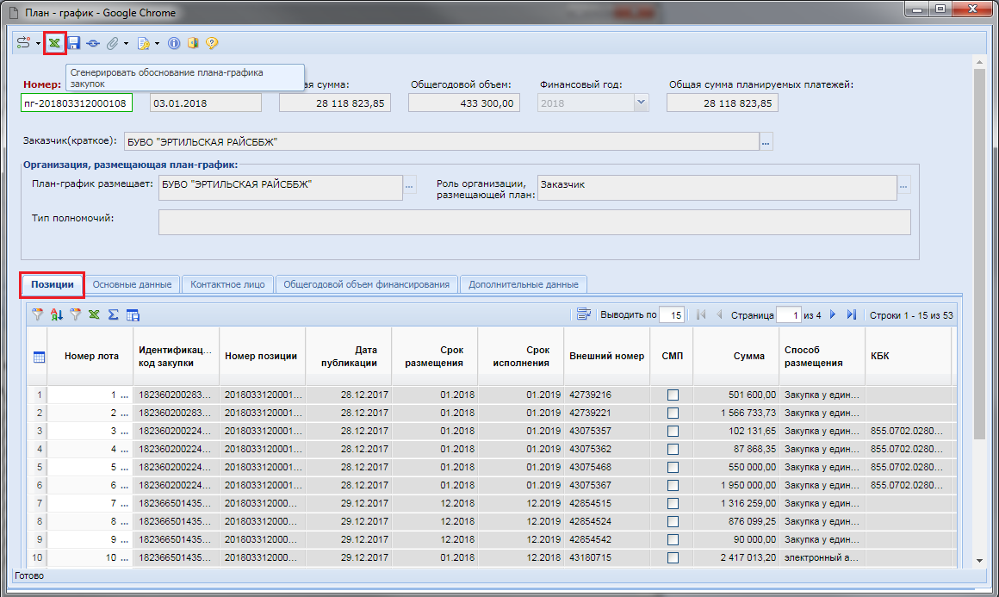 План - график - Google Chrome
Сгенерировать обоснование плана-графика
закупок
Номер:
ая сумма:
Общегодовой объем:
Финансовый год:
Общая сумма планируемых платежей:
пг-201803312000108
03.01.2018
28 118 823,85
433 300,00
2018
28 118 823,85
Заказчик(краткое):
БУВО "ЭРТИЛЬСКАЯ РАЙСББЖ"
...
Организация, размещающая план-график:
План-график размещает:
БУВО "ЭРТИЛЬСКАЯ РАЙСББЖ"
...
Роль организации,
размещающей план:
Заказчик
...
Тип полномочий:
Позиции
Основные данные
Контактное лицо
Общегодовой объем финансирования
Дополнительные данные
Выводить по 15
Страница 1 из 4
Строки 1 - 15 из 53
Номер лота
Идентификац...
код закупки
Номер позиции
Дата
публикации
Срок
размещения
Срок
исполнения
Внешний номер
СМП
Сумма
Способ
размещения
КБК
1 1 ... 182360200283... 2018033120001... 28.12.2017 01.2018 01.2019 42739216 501 600,00 Закупка у един...
2 2 ... 182360200283... 2018033120001... 28.12.2017 01.2018 01.2019 42739221 1 566 733,73 Закупка у един...
3 3 ... 182360200224... 2018033120001... 28.12.2017 01.2018 01.2019 43075357 102 131,65 Закупка у един... 855.0702.0280...
4 4 ... 182360200224... 2018033120001... 28.12.2017 01.2018 01.2019 43075362 87 868,35 Закупка у един... 855.0702.0280...
5 5 ... 182360200224... 2018033120001... 28.12.2017 01.2018 01.2019 43075468 550 000,00 Закупка у един... 855.0702.0280...
6 6 ... 182360200224... 2018033120001... 28.12.2017 01.2018 01.2019 43075367 1 950 000,00 Закупка у един... 855.0702.0280...
7 7 ... 182366501435... 2018033120000... 29.12.2017 12.2018 12.2019 42854515 1 316 259,00 Закупка у един...
8 8 ... 182366501435... 2018033120000... 29.12.2017 12.2018 12.2019 42854524 876 099,25 Закупка у един...
9 9 ... 182366501435... 2018033120000... 29.12.2017 12.2018 12.2019 42854542 90 000,00 Закупка у един...
10 10 ... 182366501435... 2018033120000... 29.12.2017 01.2018 12.2018 43180715 2 417 013,20 электронный а...
Готово